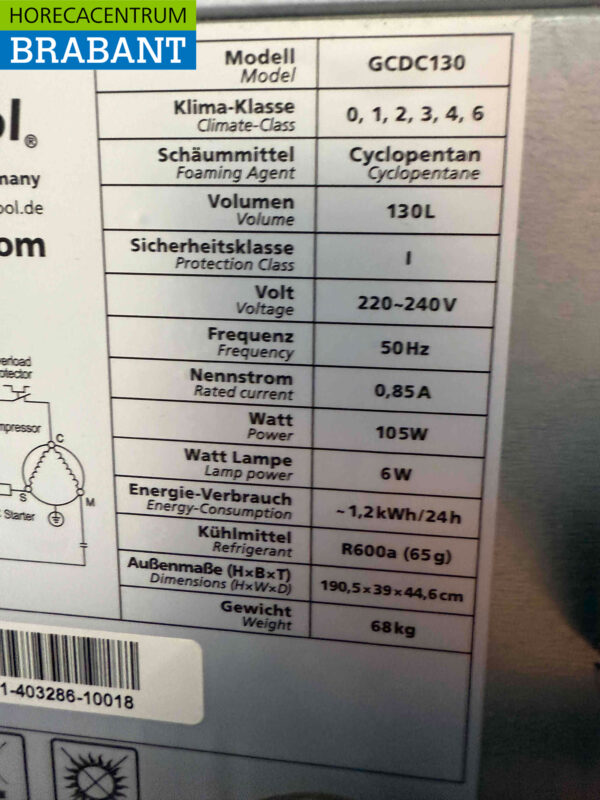 HORECACENTRUM
BRABANT
ol®
many
ool.de
om
Modell
Model
GCDC130
Klima-Klasse
Climate-Class
0, 1, 2, 3, 4, 6
Schäummittel
Foaming Agent
Cyclopentan
Cyclopentane
Volumen
Volume
130L
Sicherheitsklasse
Protection Class
I
Volt
Voltage
220~240V
Frequenz
Frequency
50Hz
Nennstrom
Rated current
0,85A
Watt
Power
105W
Watt Lampe
Lamp power
6W
Energie-Verbrauch
Energy-Consumption
~1,2kWh/24h
Kühlmittel
Refrigerant
R600a (65g)
Außenmaße (H×B×T)
Dimensions (H×W×D)
190,5×39×44,6cm
Gewicht
Weight
68kg
verload
otector
mpressor
C
S
M
Starter
1-403286-10018